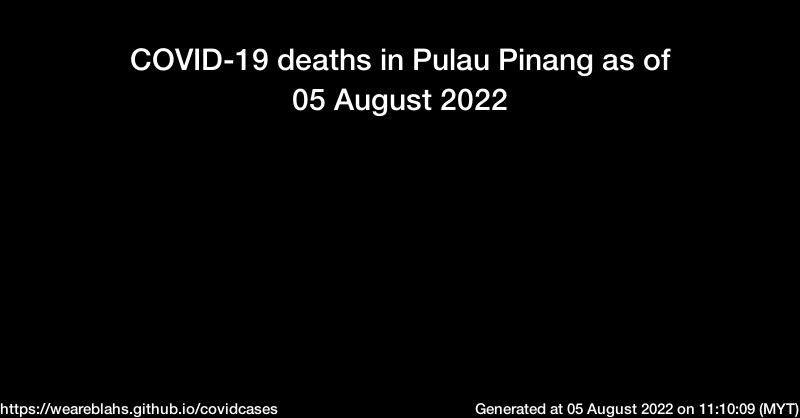 COVID-19 deaths in Pulau Pinang as of
05 August 2022
https://weareblahs.github.io/covidcases
Generated at 05 August 2022 on 11:10:09 (MYT)